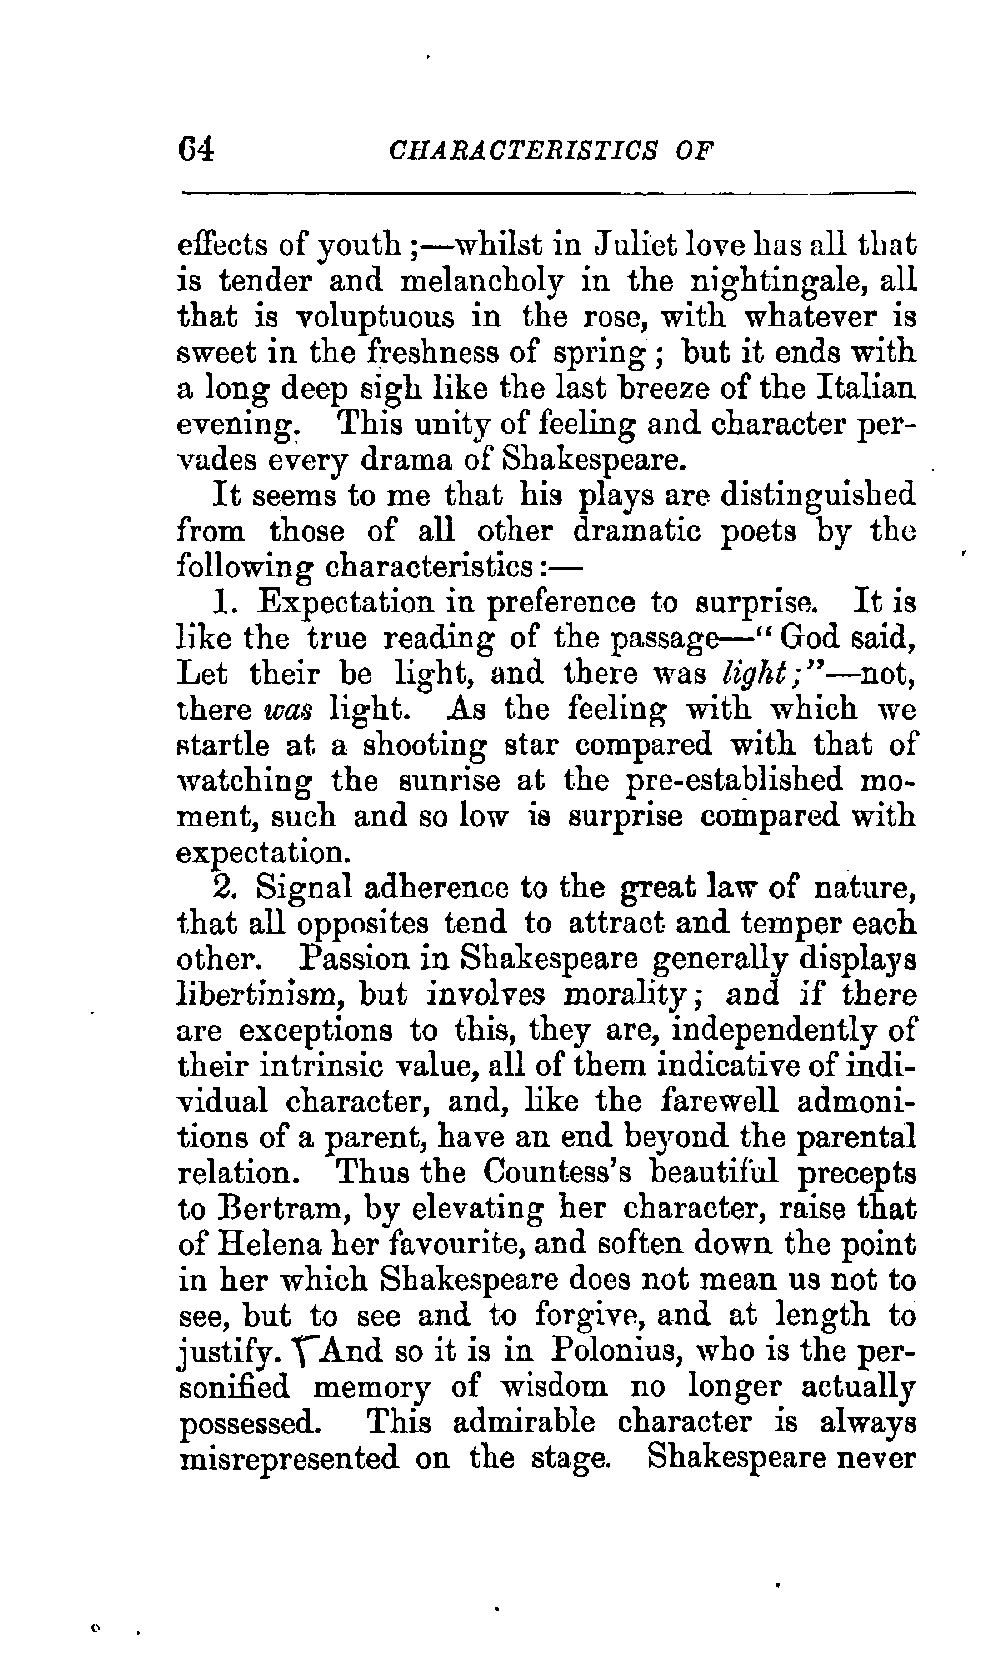 64 CHARACTERISTICS OF
effects of youth ;—whilst in Juliet love has all that
is tender and melancholy in the nightingale, all
that is voluptuous in the rose, with whatever is
sweet in the freshness of spring ; but it ends with
a long deep sigh like the last breeze of the Italian
evening. This unity of feeling and character per-
vades every drama of Shakespeare.
It seems to me that his plays are distinguished
from those of all other dramatic poets by the
following characteristics :—
1. Expectation in preference to surprise. It is
like the true reading of the passage—“ God said,
Let their be light, and there was light ;”—not,
there was light. As the feeling with which we
startle at a shooting star compared with that of
watching the sunrise at the pre-established mo-
ment, such and so low is surprise compared with
expectation.
2. Signal adherence to the great law of nature,
that all opposites tend to attract and temper each
other. Passion in Shakespeare generally displays
libertinism, but involves morality ; and if there
are exceptions to this, they are, independently of
their intrinsic value, all of them indicative of indi-
vidual character, and, like the farewell admoni-
tions of a parent, have an end beyond the parental
relation. Thus the Countess’s beautiful precepts
to Bertram, by elevating her character, raise that
of Helena her favourite, and soften down the point
in her which Shakespeare does not mean us not to
see, but to see and to forgive, and at length to
justify. And so it is in Polonius, who is the per-
sonified memory of wisdom no longer actually
possessed. This admirable character is always
misrepresented on the stage. Shakespeare never